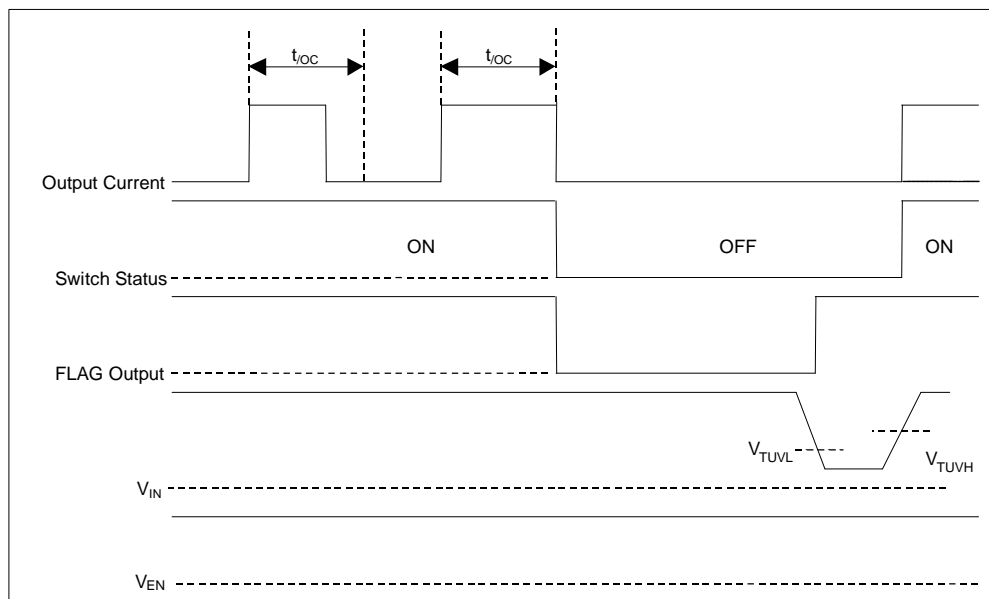 t/OC t/OC
Output Current
ON OFF ON
Switch Status
FLAG Output
VTUVL
VTUVH
VIN
VEN